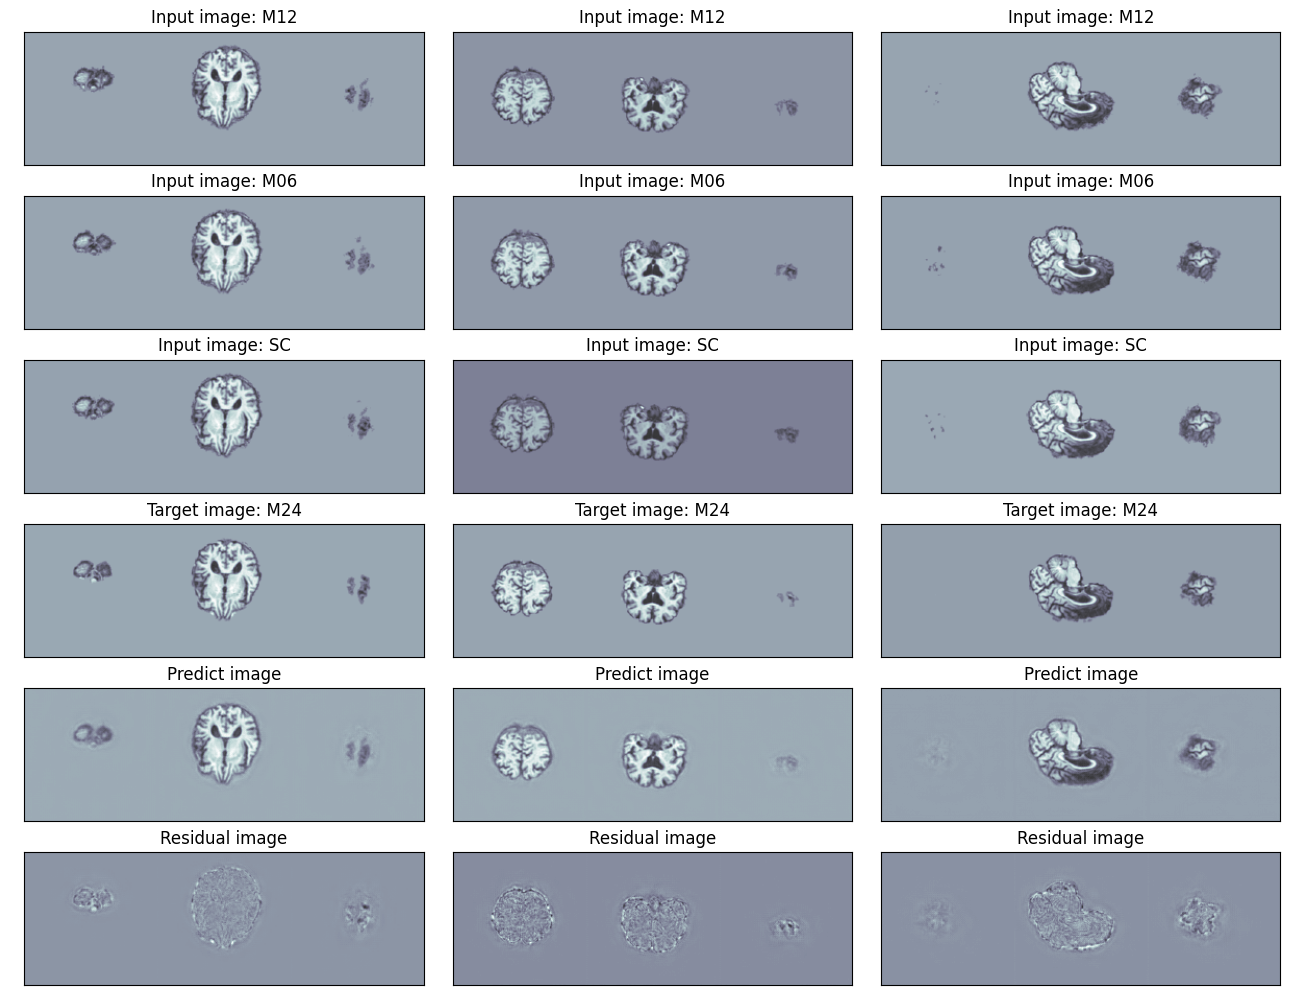 Input image: M12 Input image: M12 Input image: M12
Input image: M06 Input image: M06 Input image: M06
Input image: SC Input image: SC Input image: SC
Target image: M24 Target image: M24 Target image: M24
Predict image Predict image Predict image
Residual image Residual image Residual image